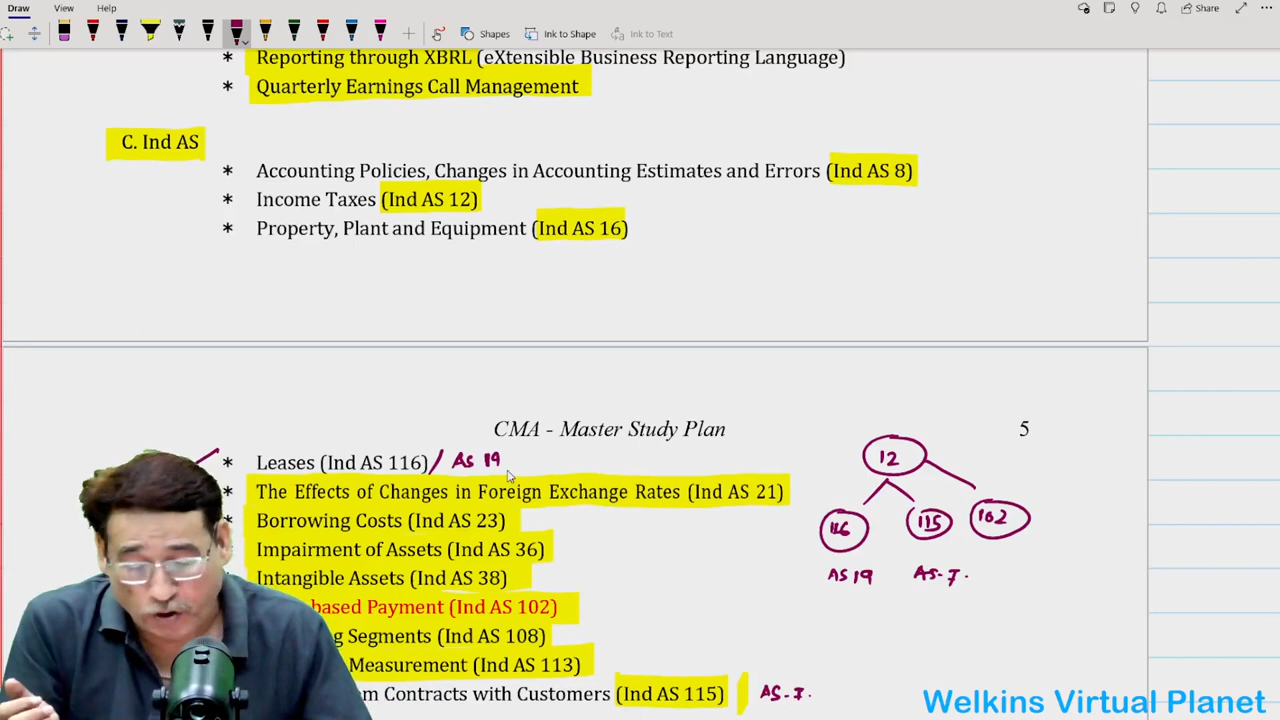 Draw View Help Share
Shapes Ink to Shape Ink to Text
* Reporting through XBRL (eXtensible Business Reporting Language)
* Quarterly Earnings Call Management
C. Ind AS
* Accounting Policies, Changes in Accounting Estimates and Errors (Ind AS 8)
* Income Taxes (Ind AS 12)
* Property, Plant and Equipment (Ind AS 16)
CMA - Master Study Plan 5
* Leases (Ind AS 116) / AS 19
The Effects of Changes in Foreign Exchange Rates (Ind AS 21)
Borrowing Costs (Ind AS 23)
Impairment of Assets (Ind AS 36)
Intangible Assets (Ind AS 38)
based Payment (Ind AS 102)
Segments (Ind AS 108)
Measurement (Ind AS 113)
Contracts with Customers (Ind AS 115)
12
116 115 102
AS 19
Welkins Virtual Planet